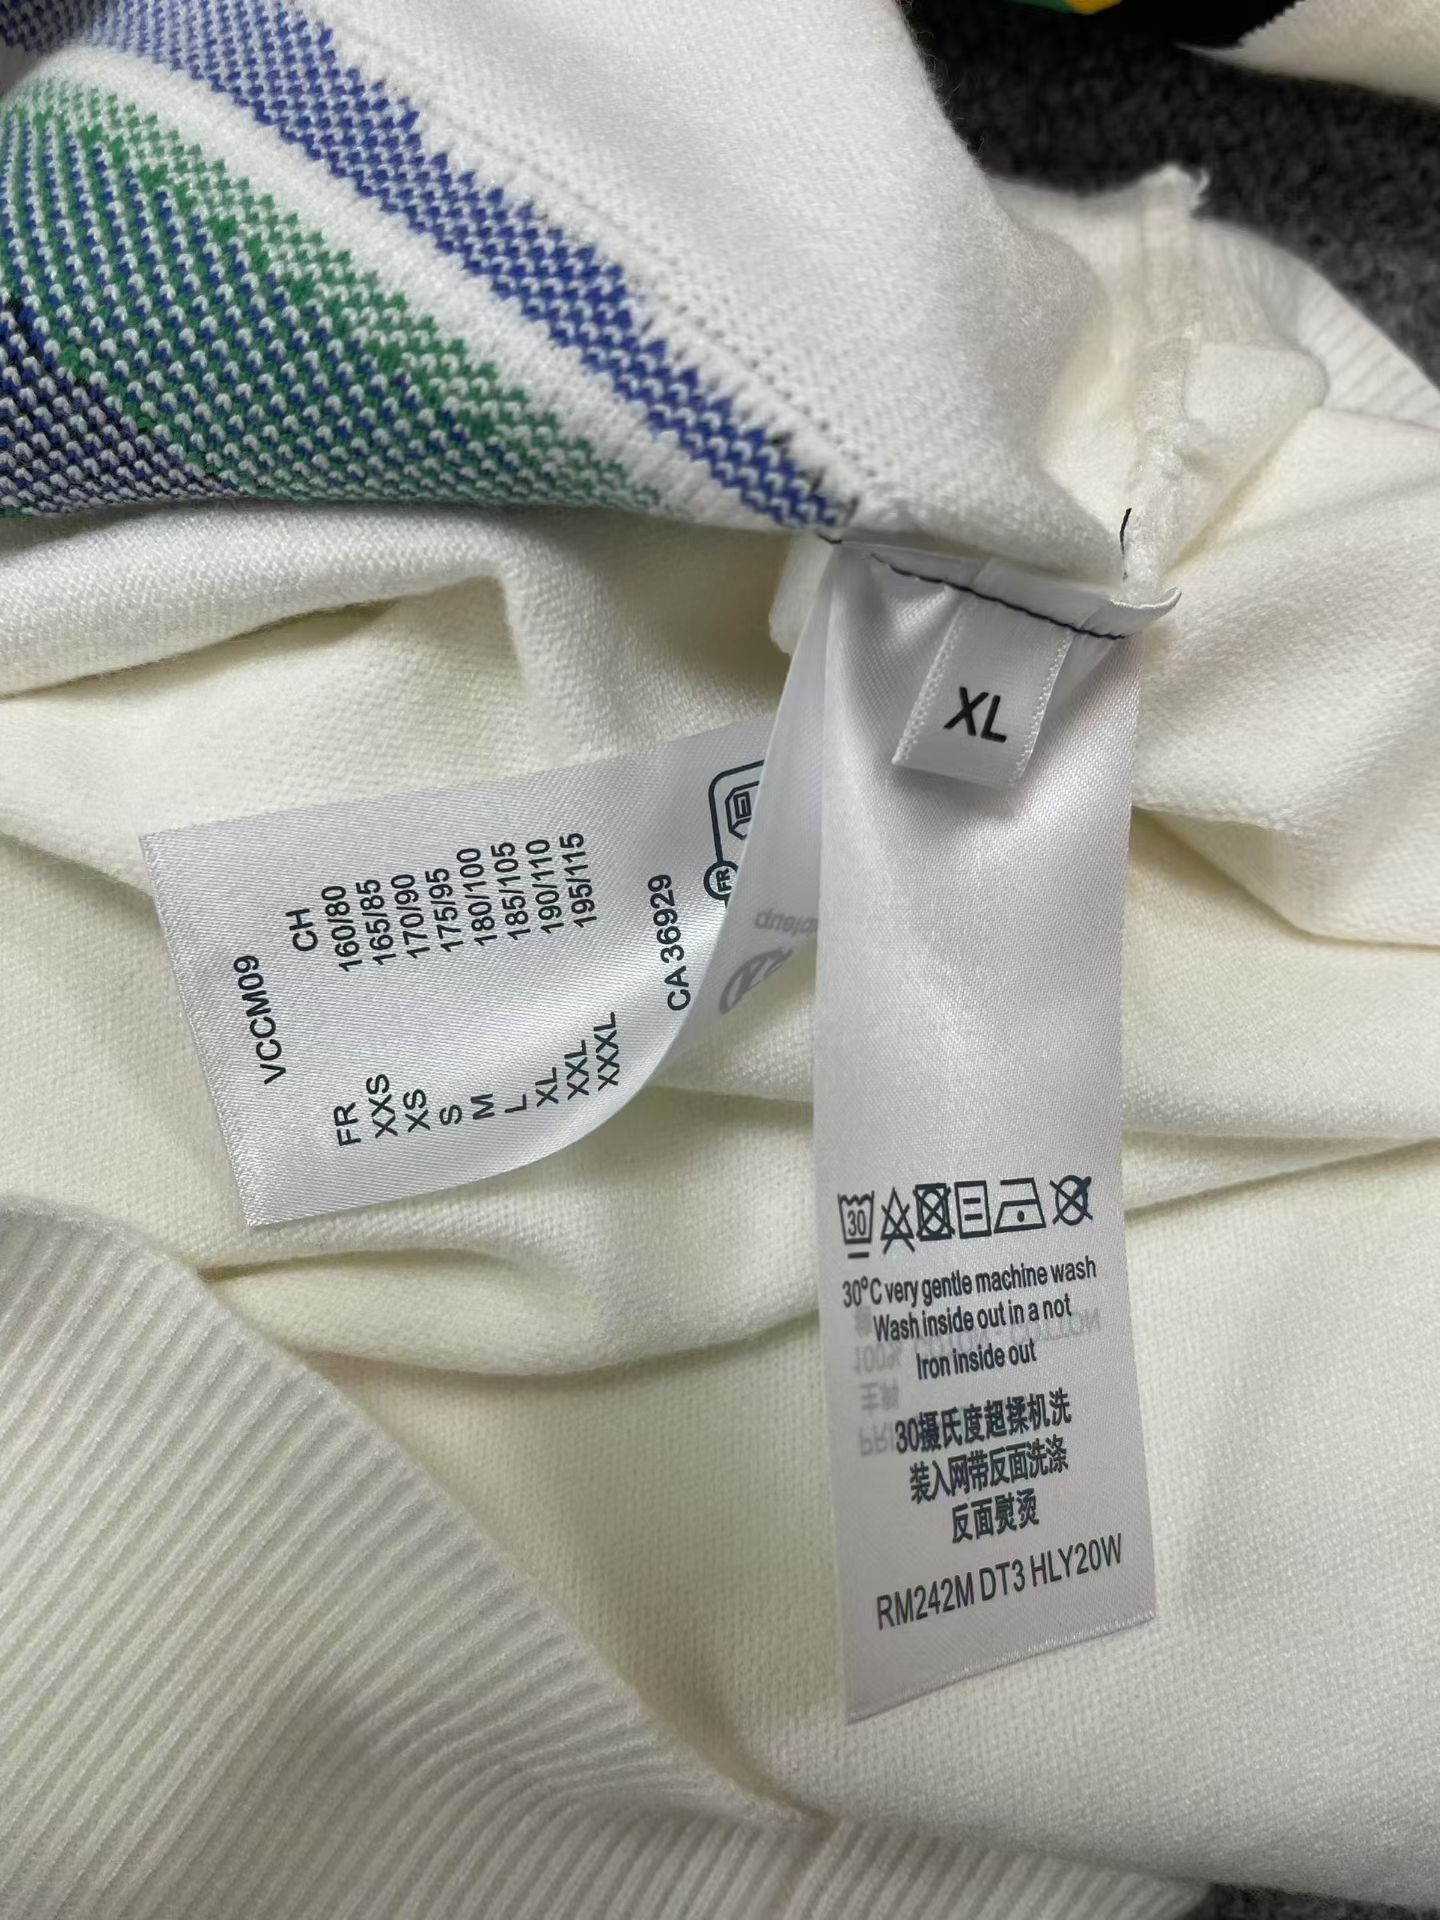 XL
VCCM09
FR CH
XXS 160/80
XS 165/85
S 170/90
M 175/95
L 180/100
XL 185/105
XXL 190/110
XXXL 195/115
CA 36929
FR
30
30°C very gentle machine wash
Wash inside out in a not
Iron inside out
30摄氏度超揉机洗
装入网带反面洗涤
反面熨烫
RM242M DT3 HLY20W